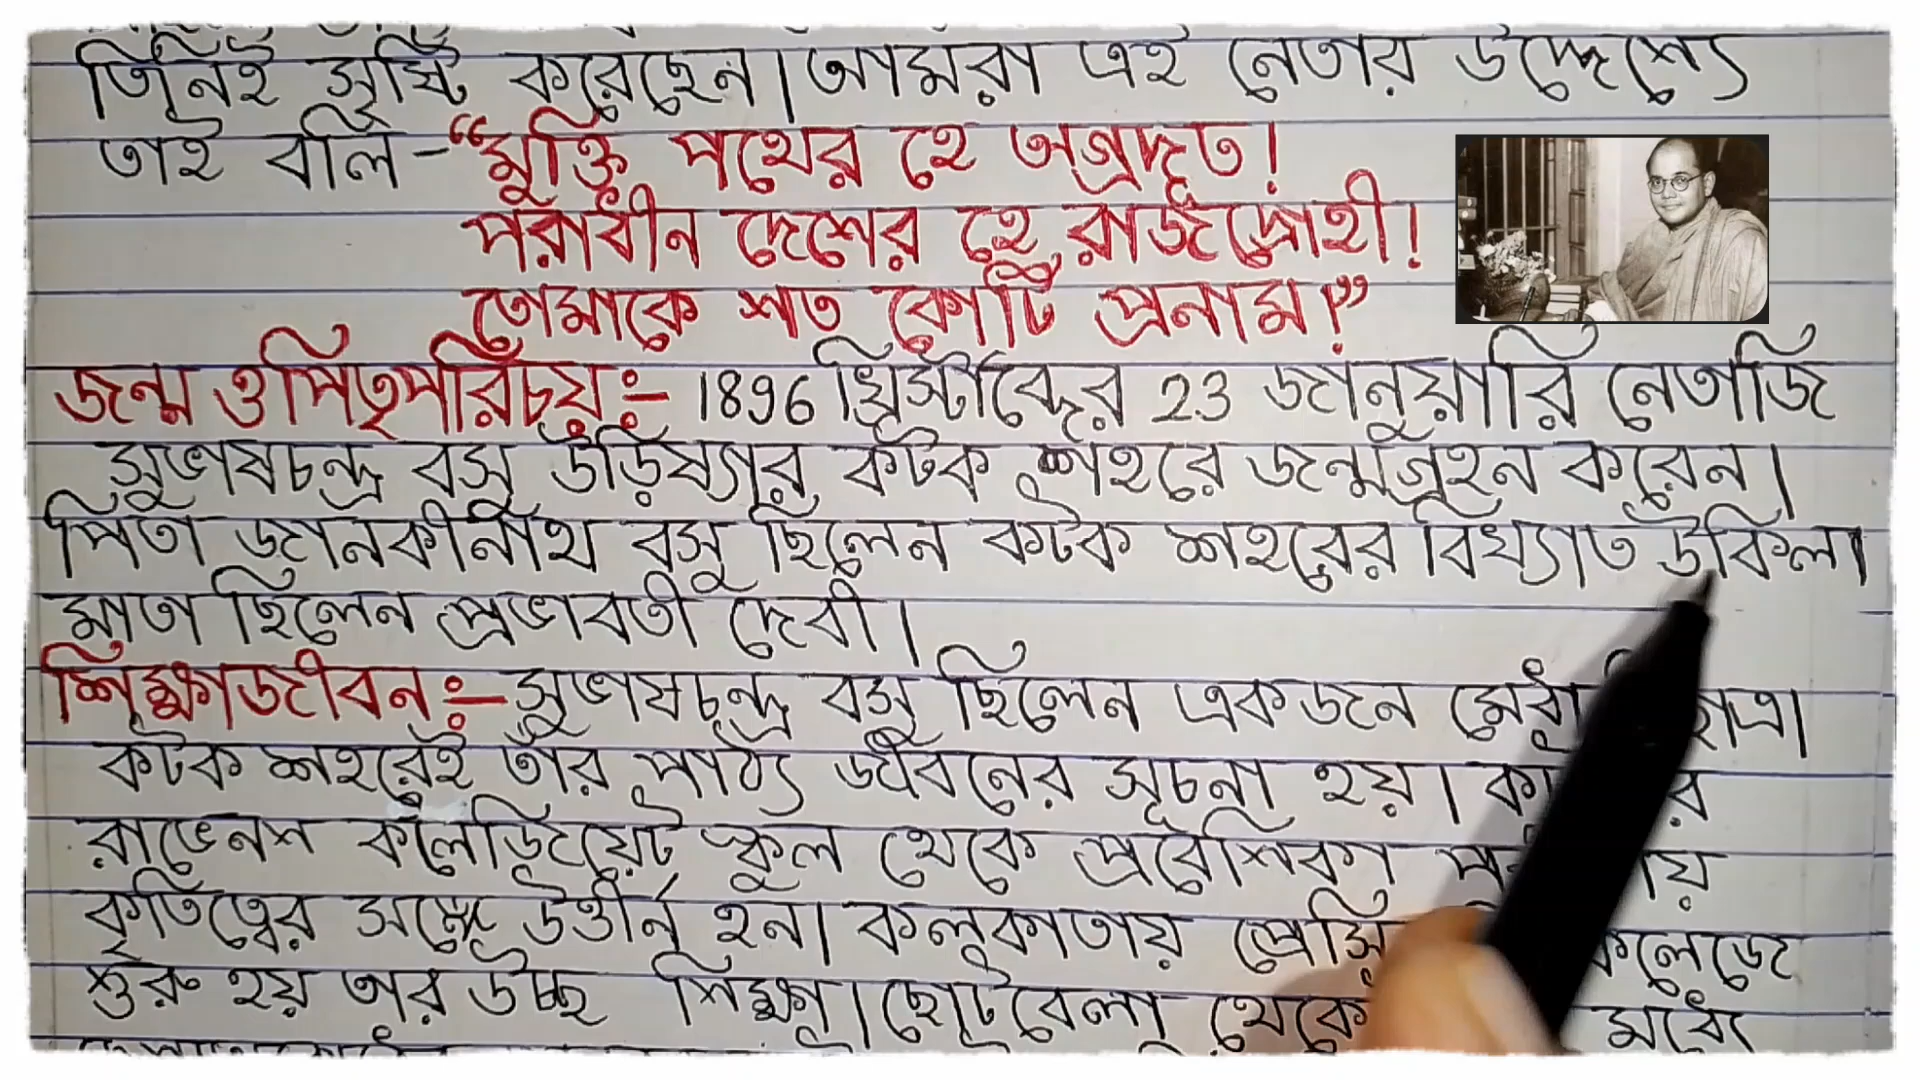 তিনিই সৃষ্টি করেছেন। আমরা এই নেতার উদ্দেশ্যে
তাই বলি - “মুক্তি পথের হে অগ্রদূত!
পরাধীন দেশের হে রাজদ্রোহী!
তোমাকে শত কোটি প্রনাম।”
জন্ম ও পিতৃপরিচয়ঃ- 1896 খ্রিস্টাব্দের 23 জানুয়ারি নেতাজি
সুভাষচন্দ্র বসু উড়িষ্যার কটক শহরে জন্মগ্রহন করেন।
পিতা জানকীনাথ বসু ছিলেন কটক শহরের বিখ্যাত উকিল।
মাতা ছিলেন প্রভাবতী দেবী।
শিক্ষাজীবনঃ- সুভাষচন্দ্র বসু ছিলেন একজন
কটক শহরেই তাঁর পাঠ্য জীবনের সূচনা হয়।
রাভেনশ কলেজিয়েট স্কুল থেকে প্রবেশিকা
কৃতিত্বের সঙ্গে উত্তীর্ন হন। কলকাতায় কলেজে
শুরু হয় তার উচ্চ শিক্ষা। ছোটবেলা থেকে মধ্যে